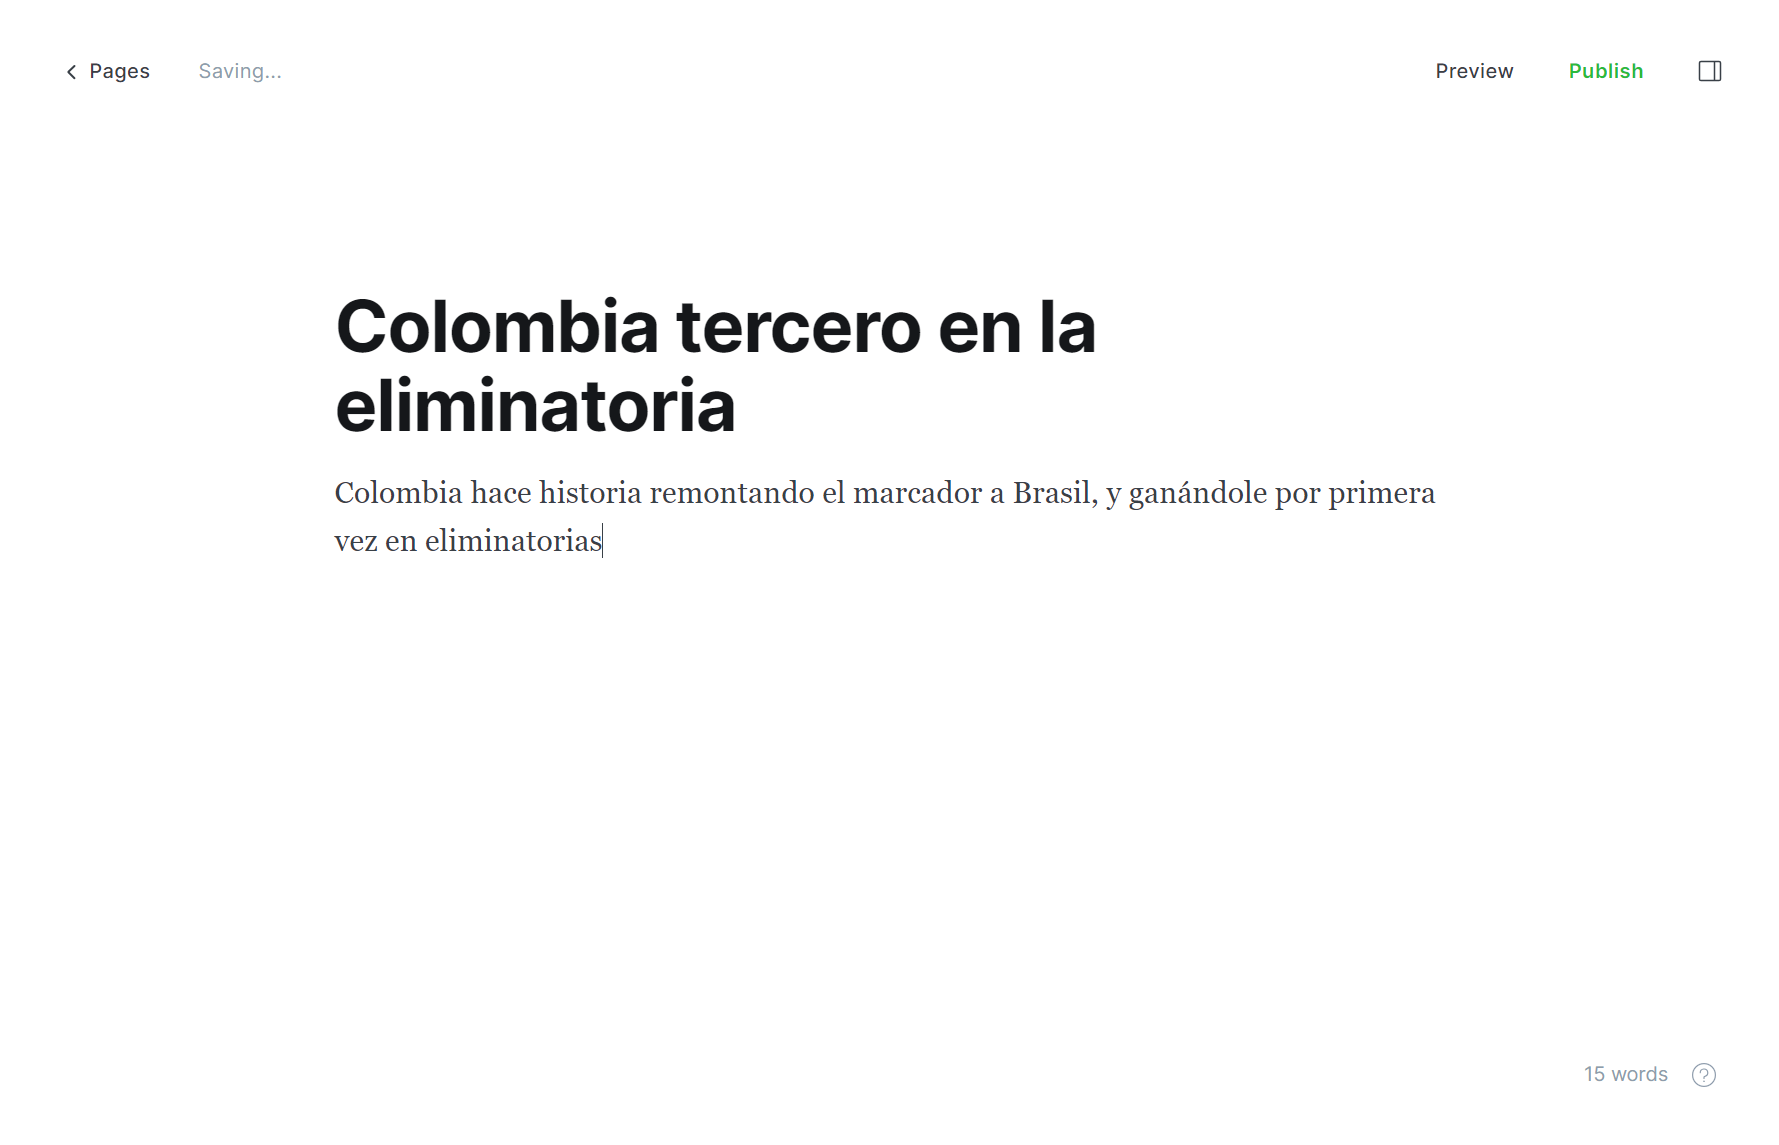 Pages
Saving...
Preview
Publish
Colombia tercero en la
eliminatoria
Colombia hace historia remontando el marcador a Brasil, y ganándole por primera
vez en eliminatorias
15 words
?